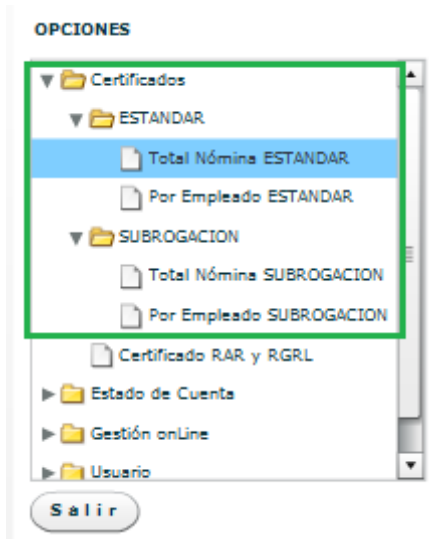 OPCIONES
Certificados
ESTANDAR
Total Nómina ESTANDAR
Por Empleado ESTANDAR
SUBROGACION
Total Nómina SUBROGACION
Por Empleado SUBROGACION
Certificado RAR y RGRL
Estado de Cuenta
Gestión onLine
Usuario
Salir